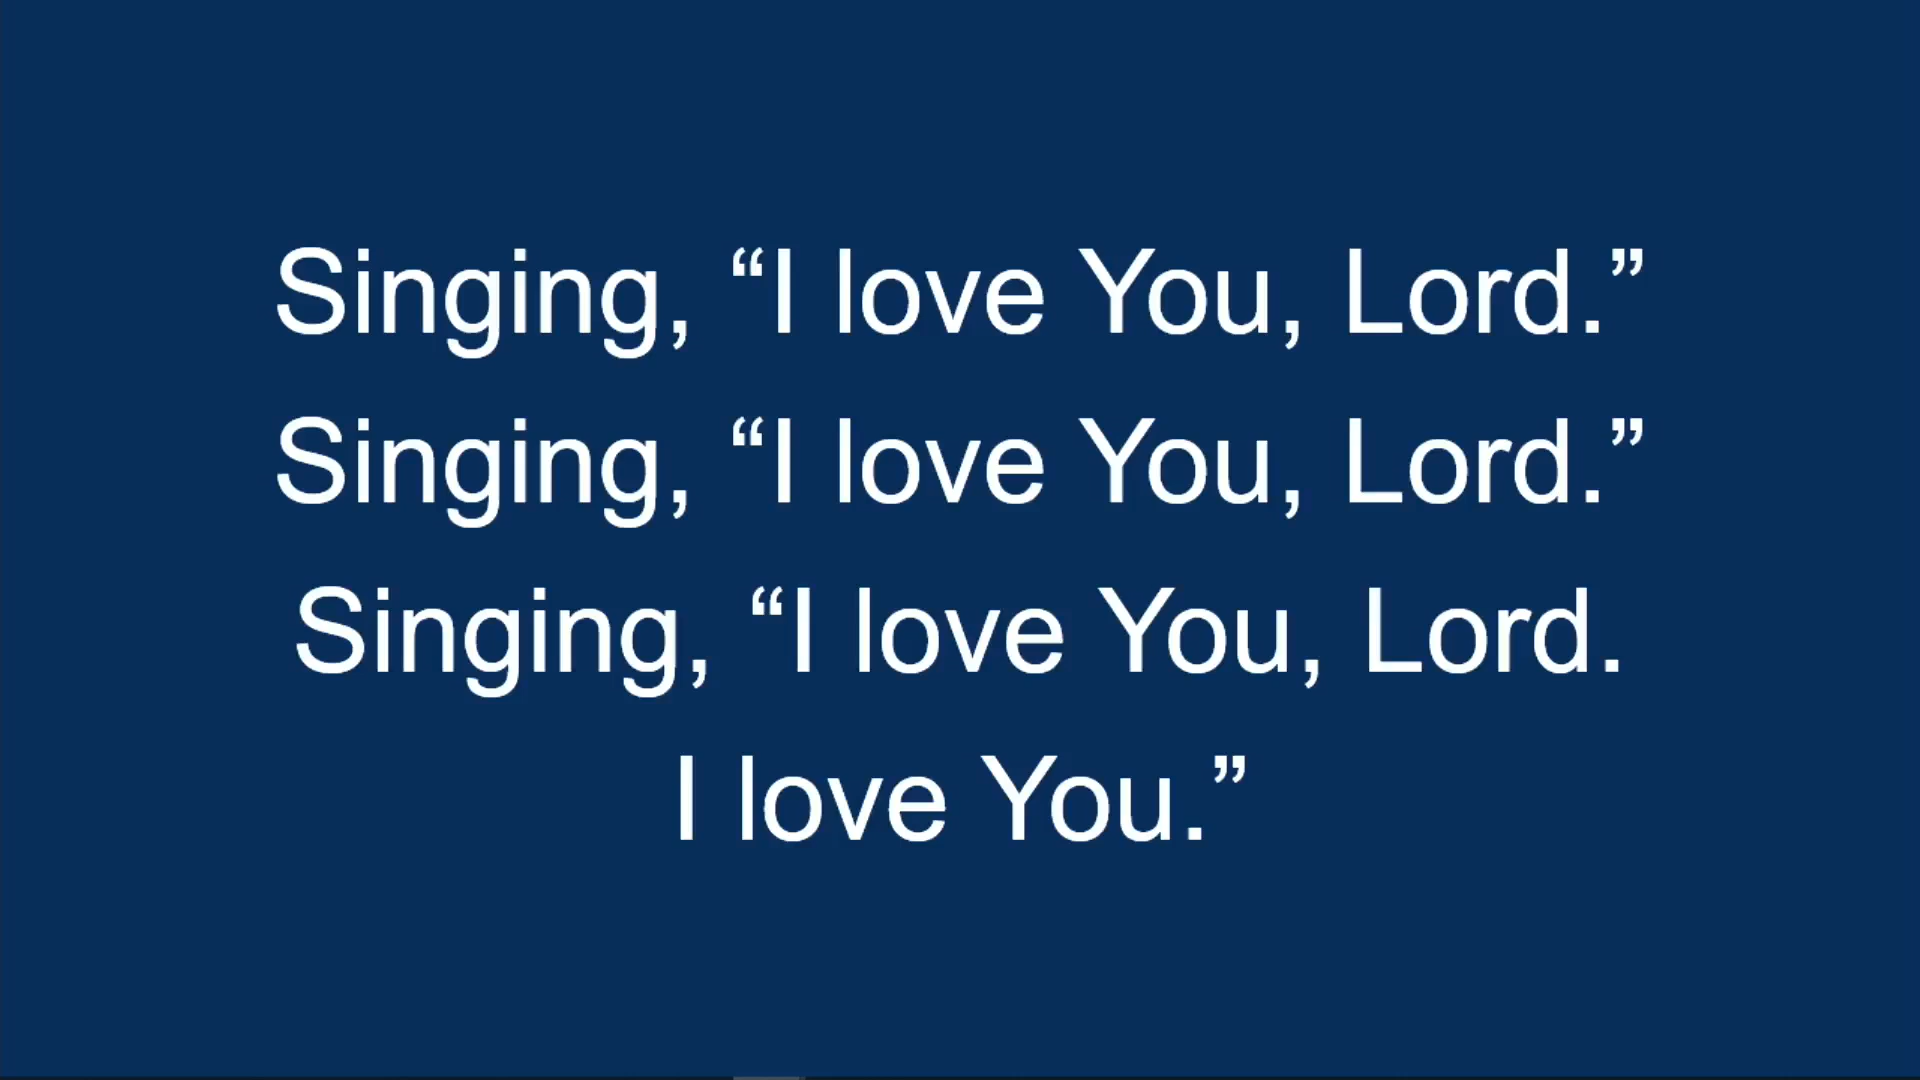 Singing, “I love You, Lord.”
Singing, “I love You, Lord.”
Singing, “I love You, Lord.
I love You.”